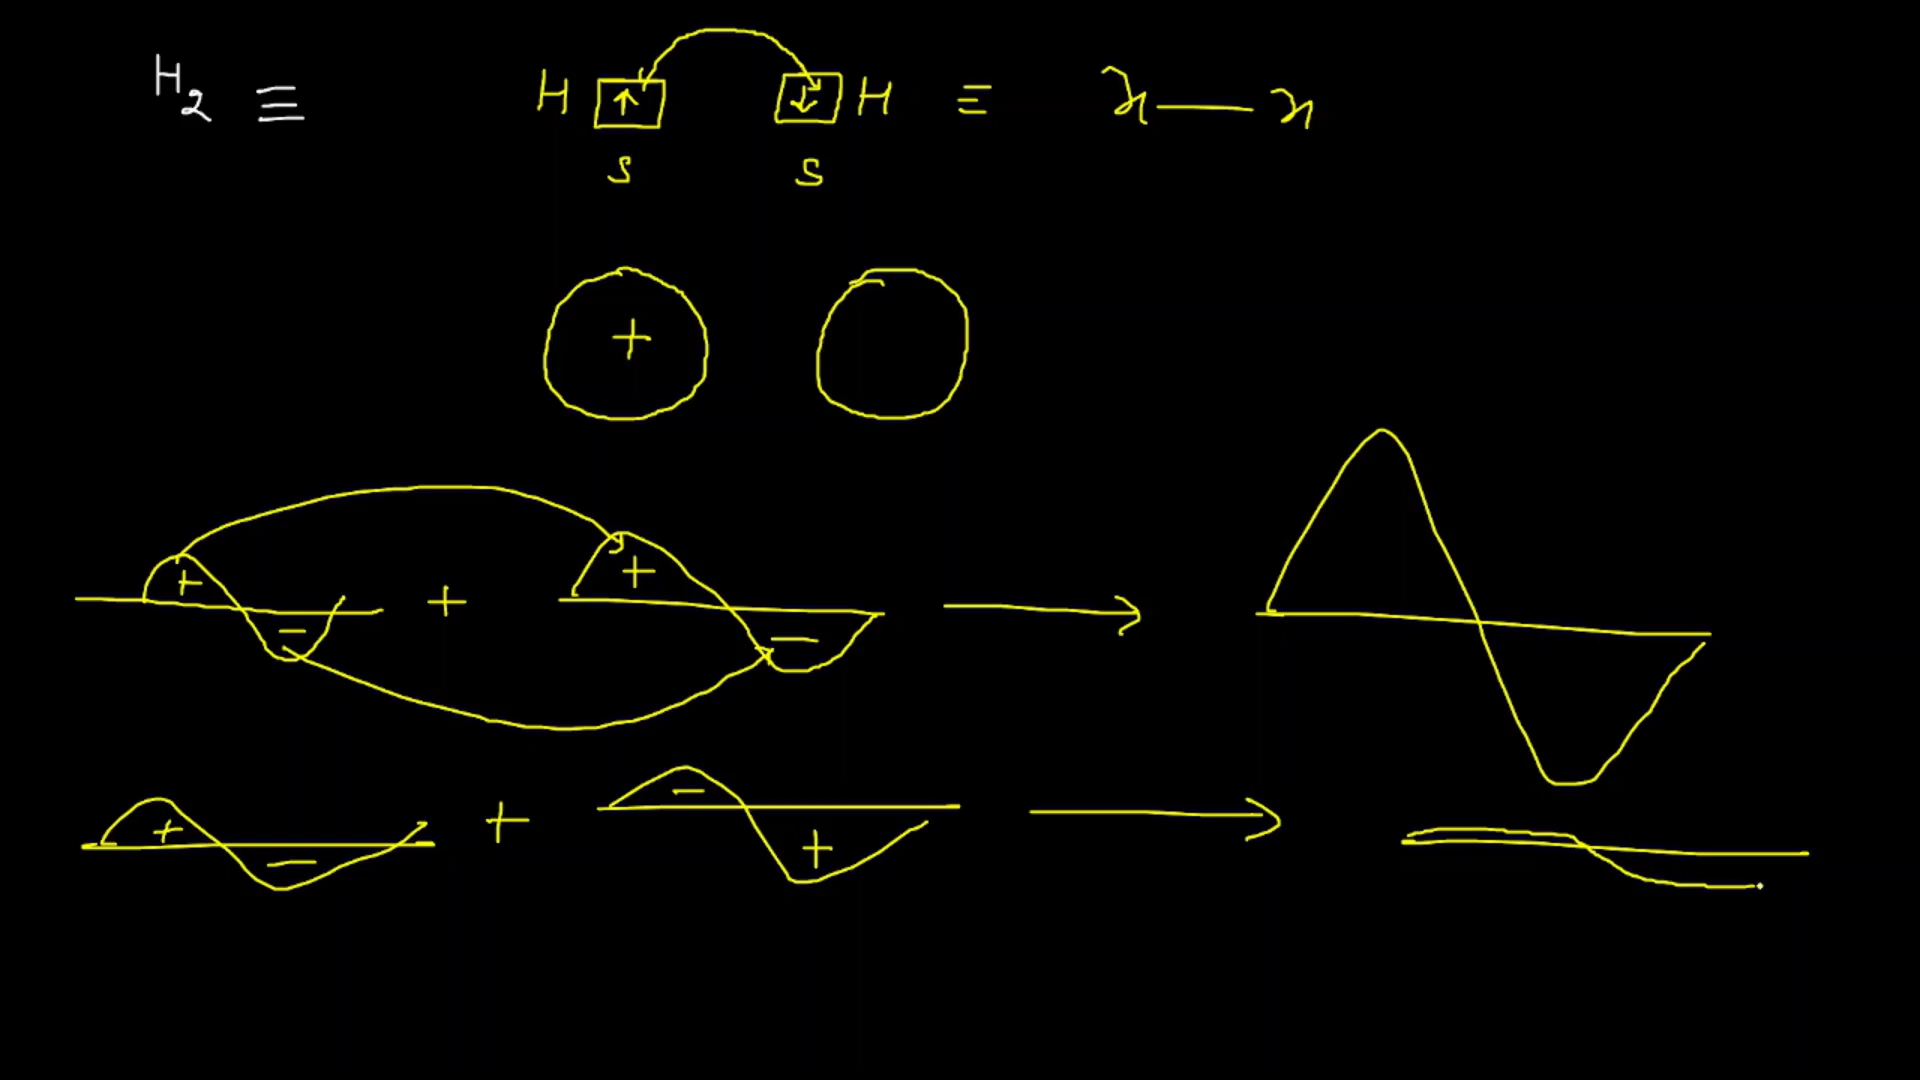 H₂ ≡ H ↑ ↓ H ≡ H — H
s s
+
+ − + + − →
+ − + − + →